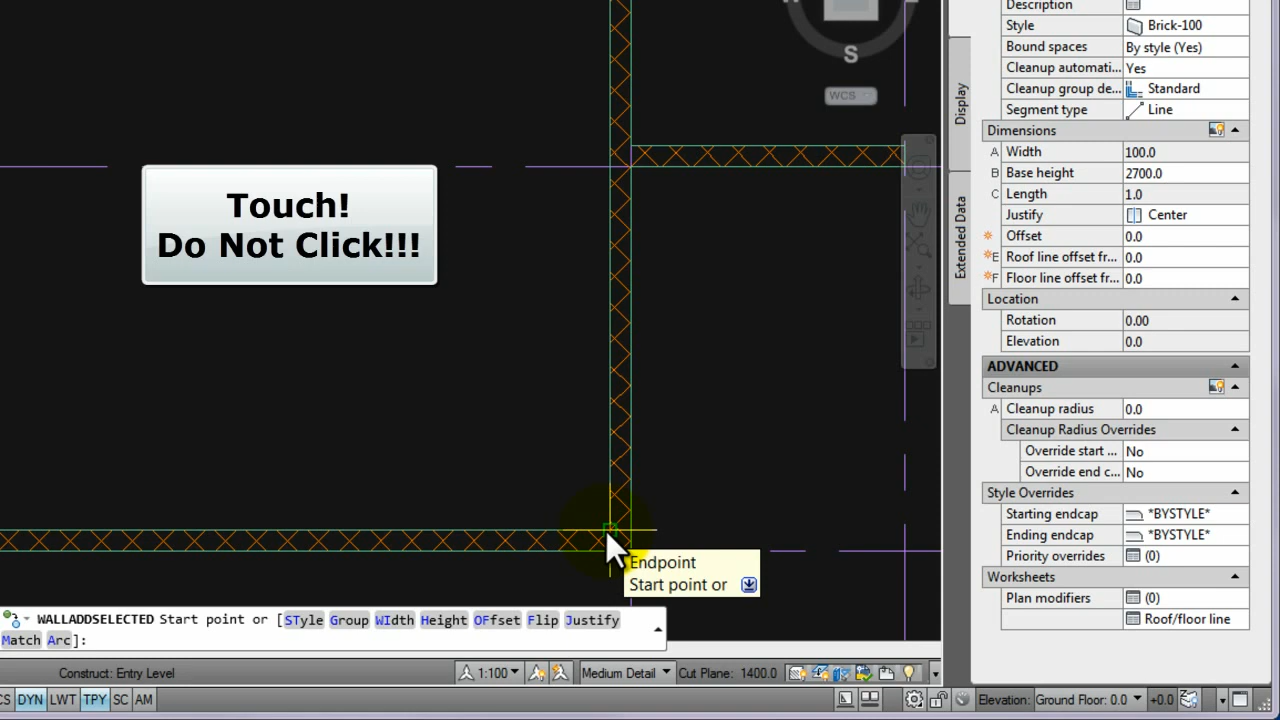 Description
Style Brick-100
Bound spaces By style (Yes)
Cleanup automati... Yes
Cleanup group de... Standard
Segment type Line
Dimensions
A Width 100.0
B Base height 2700.0
C Length 1.0
Justify Center
Offset 0.0
E Roof line offset fr... 0.0
F Floor line offset fr... 0.0
Location
Rotation 0.00
Elevation 0.0
ADVANCED
Cleanups
A Cleanup radius 0.0
Cleanup Radius Overrides
Override start ... No
Override end c... No
Style Overrides
Starting endcap *BYSTYLE*
Ending endcap *BYSTYLE*
Priority overrides (0)
Worksheets
Plan modifiers (0)
Roof/floor line
Display
Extended Data
S
WCS
Touch!
Do Not Click!!!
Endpoint
Start point or
WALLADDSELECTED Start point or [STyle Group WIdth Height OFfset Flip Justify
Match Arc]:
Construct: Entry Level 1:100 Medium Detail Cut Plane: 1400.0
CS DYN LWT TPY SC AM Elevation: Ground Floor: 0.0 +0.0